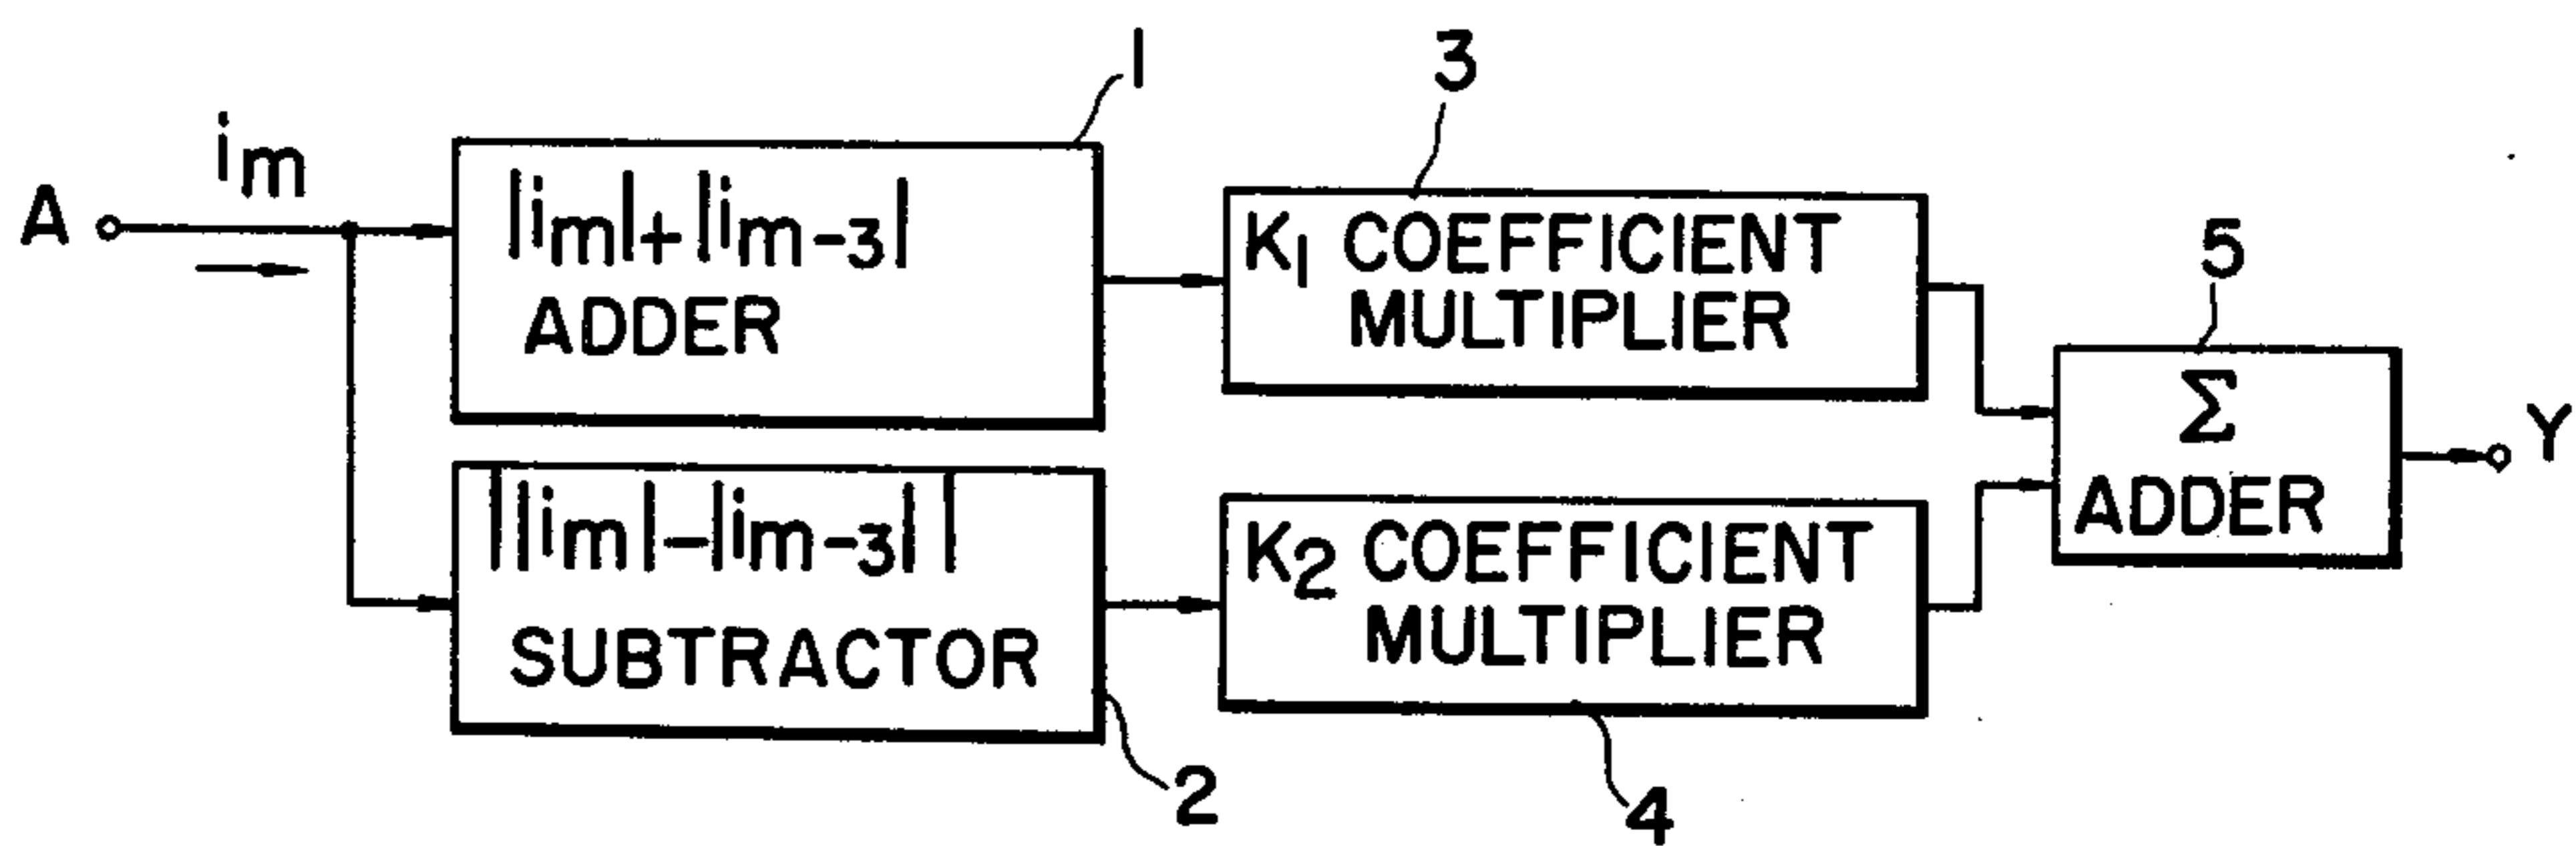 1
3
A
im
|im|+|im-3|
ADDER
K1 COEFFICIENT
MULTIPLIER
5
Σ
ADDER
Y
||im|-|im-3||
SUBTRACTOR
K2 COEFFICIENT
MULTIPLIER
2
4